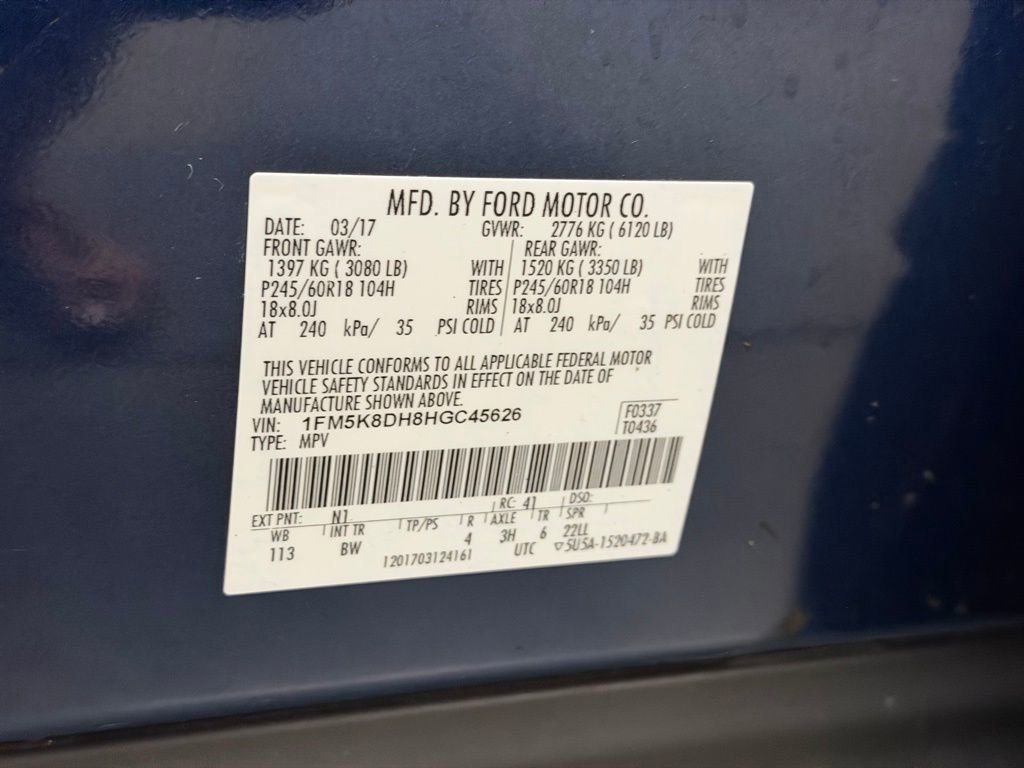 MFD. BY FORD MOTOR CO.
DATE: 03/17 GVWR: 2776 KG ( 6120 LB)
FRONT GAWR: REAR GAWR:
1397 KG ( 3080 LB) WITH 1520 KG ( 3350 LB) WITH
P245/60R18 104H TIRES P245/60R18 104H TIRES
18x8.0J RIMS 18x8.0J RIMS
AT 240 kPa/ 35 PSI COLD AT 240 kPa/ 35 PSI COLD
THIS VEHICLE CONFORMS TO ALL APPLICABLE FEDERAL MOTOR
VEHICLE SAFETY STANDARDS IN EFFECT ON THE DATE OF
MANUFACTURE SHOWN ABOVE.
VIN: 1FM5K8DH8HGC45626 F0337
TYPE: MPV T0436
EXT PNT: N1 RC: 41 DSO:
WB INT TR TP/PS R AXLE TR SPR
113 BW 4 3H 6 22LL
1201703124161 UTC ▽5U5A-1520472-BA